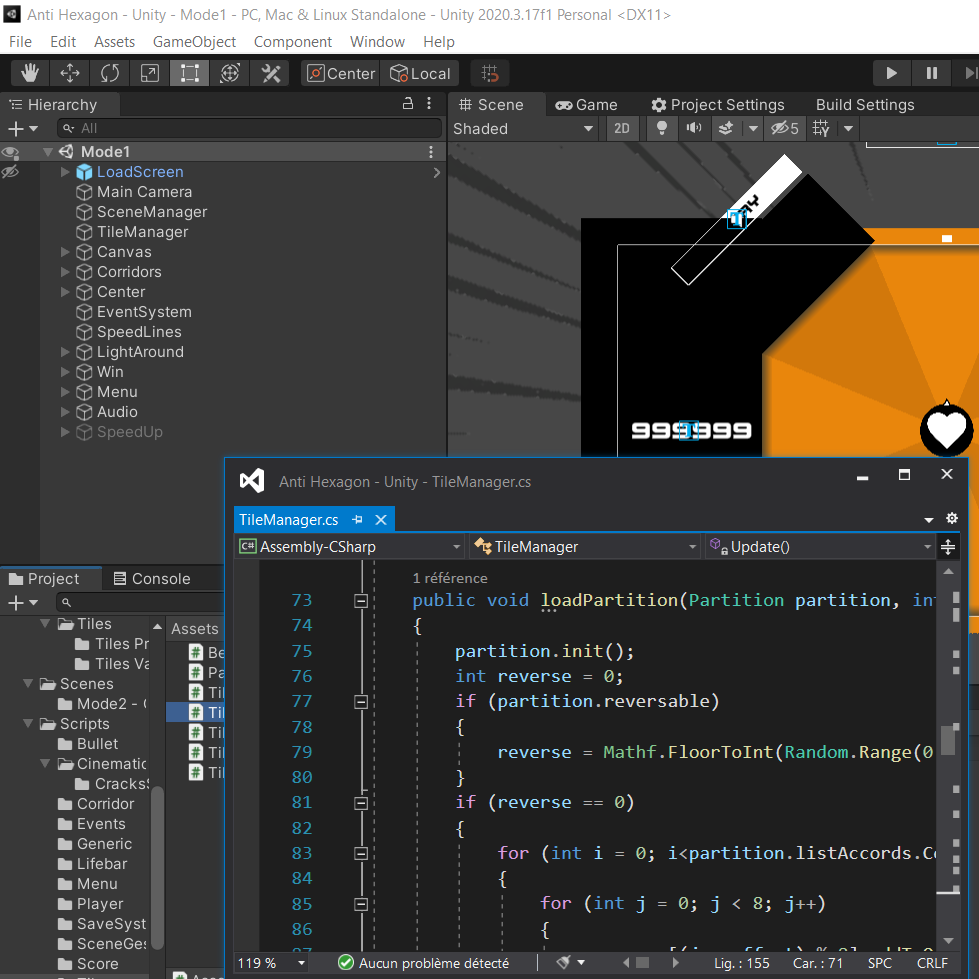 Anti Hexagon - Unity - Mode1 - PC, Mac & Linux Standalone - Unity 2020.3.17f1 Personal <DX11>
File Edit Assets GameObject Component Window Help
Center Local
Hierarchy
Scene Game Project Settings Build Settings
All
Shaded 2D 5
Mode1
LoadScreen
Main Camera
SceneManager
TileManager
Canvas
Corridors
Center
EventSystem
SpeedLines
LightAround
Win
Menu
Audio
SpeedUp
999999
Anti Hexagon - Unity - TileManager.cs
TileManager.cs
C# Assembly-CSharp TileManager Update()
Project Console
Assets
Tiles
Tiles Pr
Tiles Va
Scenes
Mode2 -
Scripts
Bullet
Cinematic
Cracks
Corridor
Events
Generic
Lifebar
Menu
Player
SaveSyst
SceneGes
Score
Be
Pa
Til
Til
Til
Til
Til
1 référence
73 public void loadPartition(Partition partition, int
74 {
75 partition.init();
76 int reverse = 0;
77 if (partition.reversable)
78 {
79 reverse = Mathf.FloorToInt(Random.Range(0
80 }
81 if (reverse == 0)
82 {
83 for (int i = 0; i<partition.listAccords.Co
84 {
85 for (int j = 0; j < 8; j++)
86 {
119 % Aucun problème détecté Lig. : 155 Car. : 71 SPC CRLF